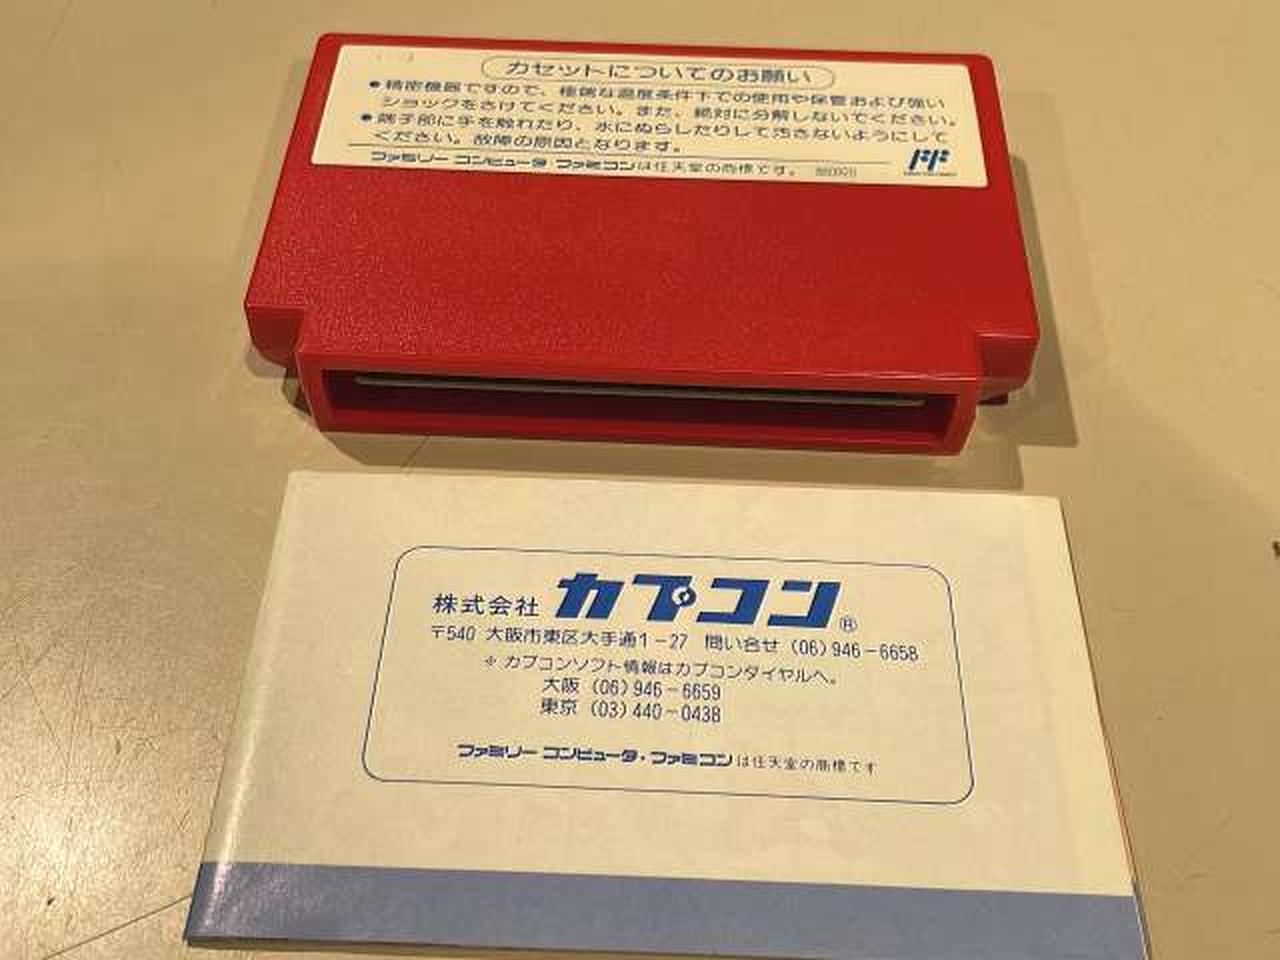 カセットについてのお願い
●精密機器ですので、極端な温度条件下での使用や保管および強い
ショックをさけてください。また、絶対に分解しないでください。
●端子部に手を触れたり、水にぬらしたりして汚さないようにして
ください。故障の原因となります。
ファミリー コンピュータ・ファミコンは任天堂の商標です。
株式会社 カプコン®
〒540 大阪市東区大手通1-27 問い合せ (06)946-6658
※ カプコンソフト情報はカプコンダイヤルへ。
大阪 (06)946-6659
東京 (03)440-0438
ファミリー コンピュータ・ファミコンは任天堂の商標です